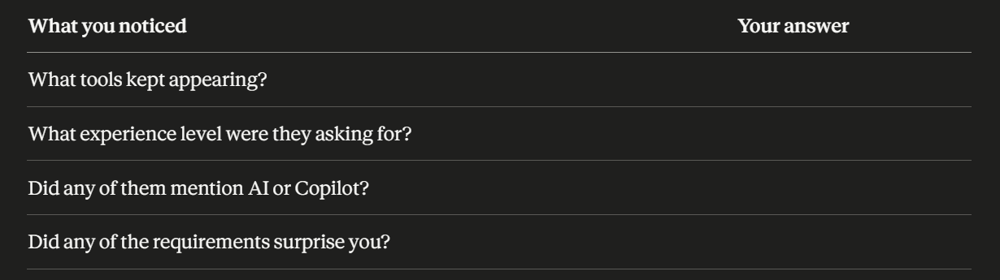 What you noticed Your answer
What tools kept appearing?
What experience level were they asking for?
Did any of them mention AI or Copilot?
Did any of the requirements surprise you?